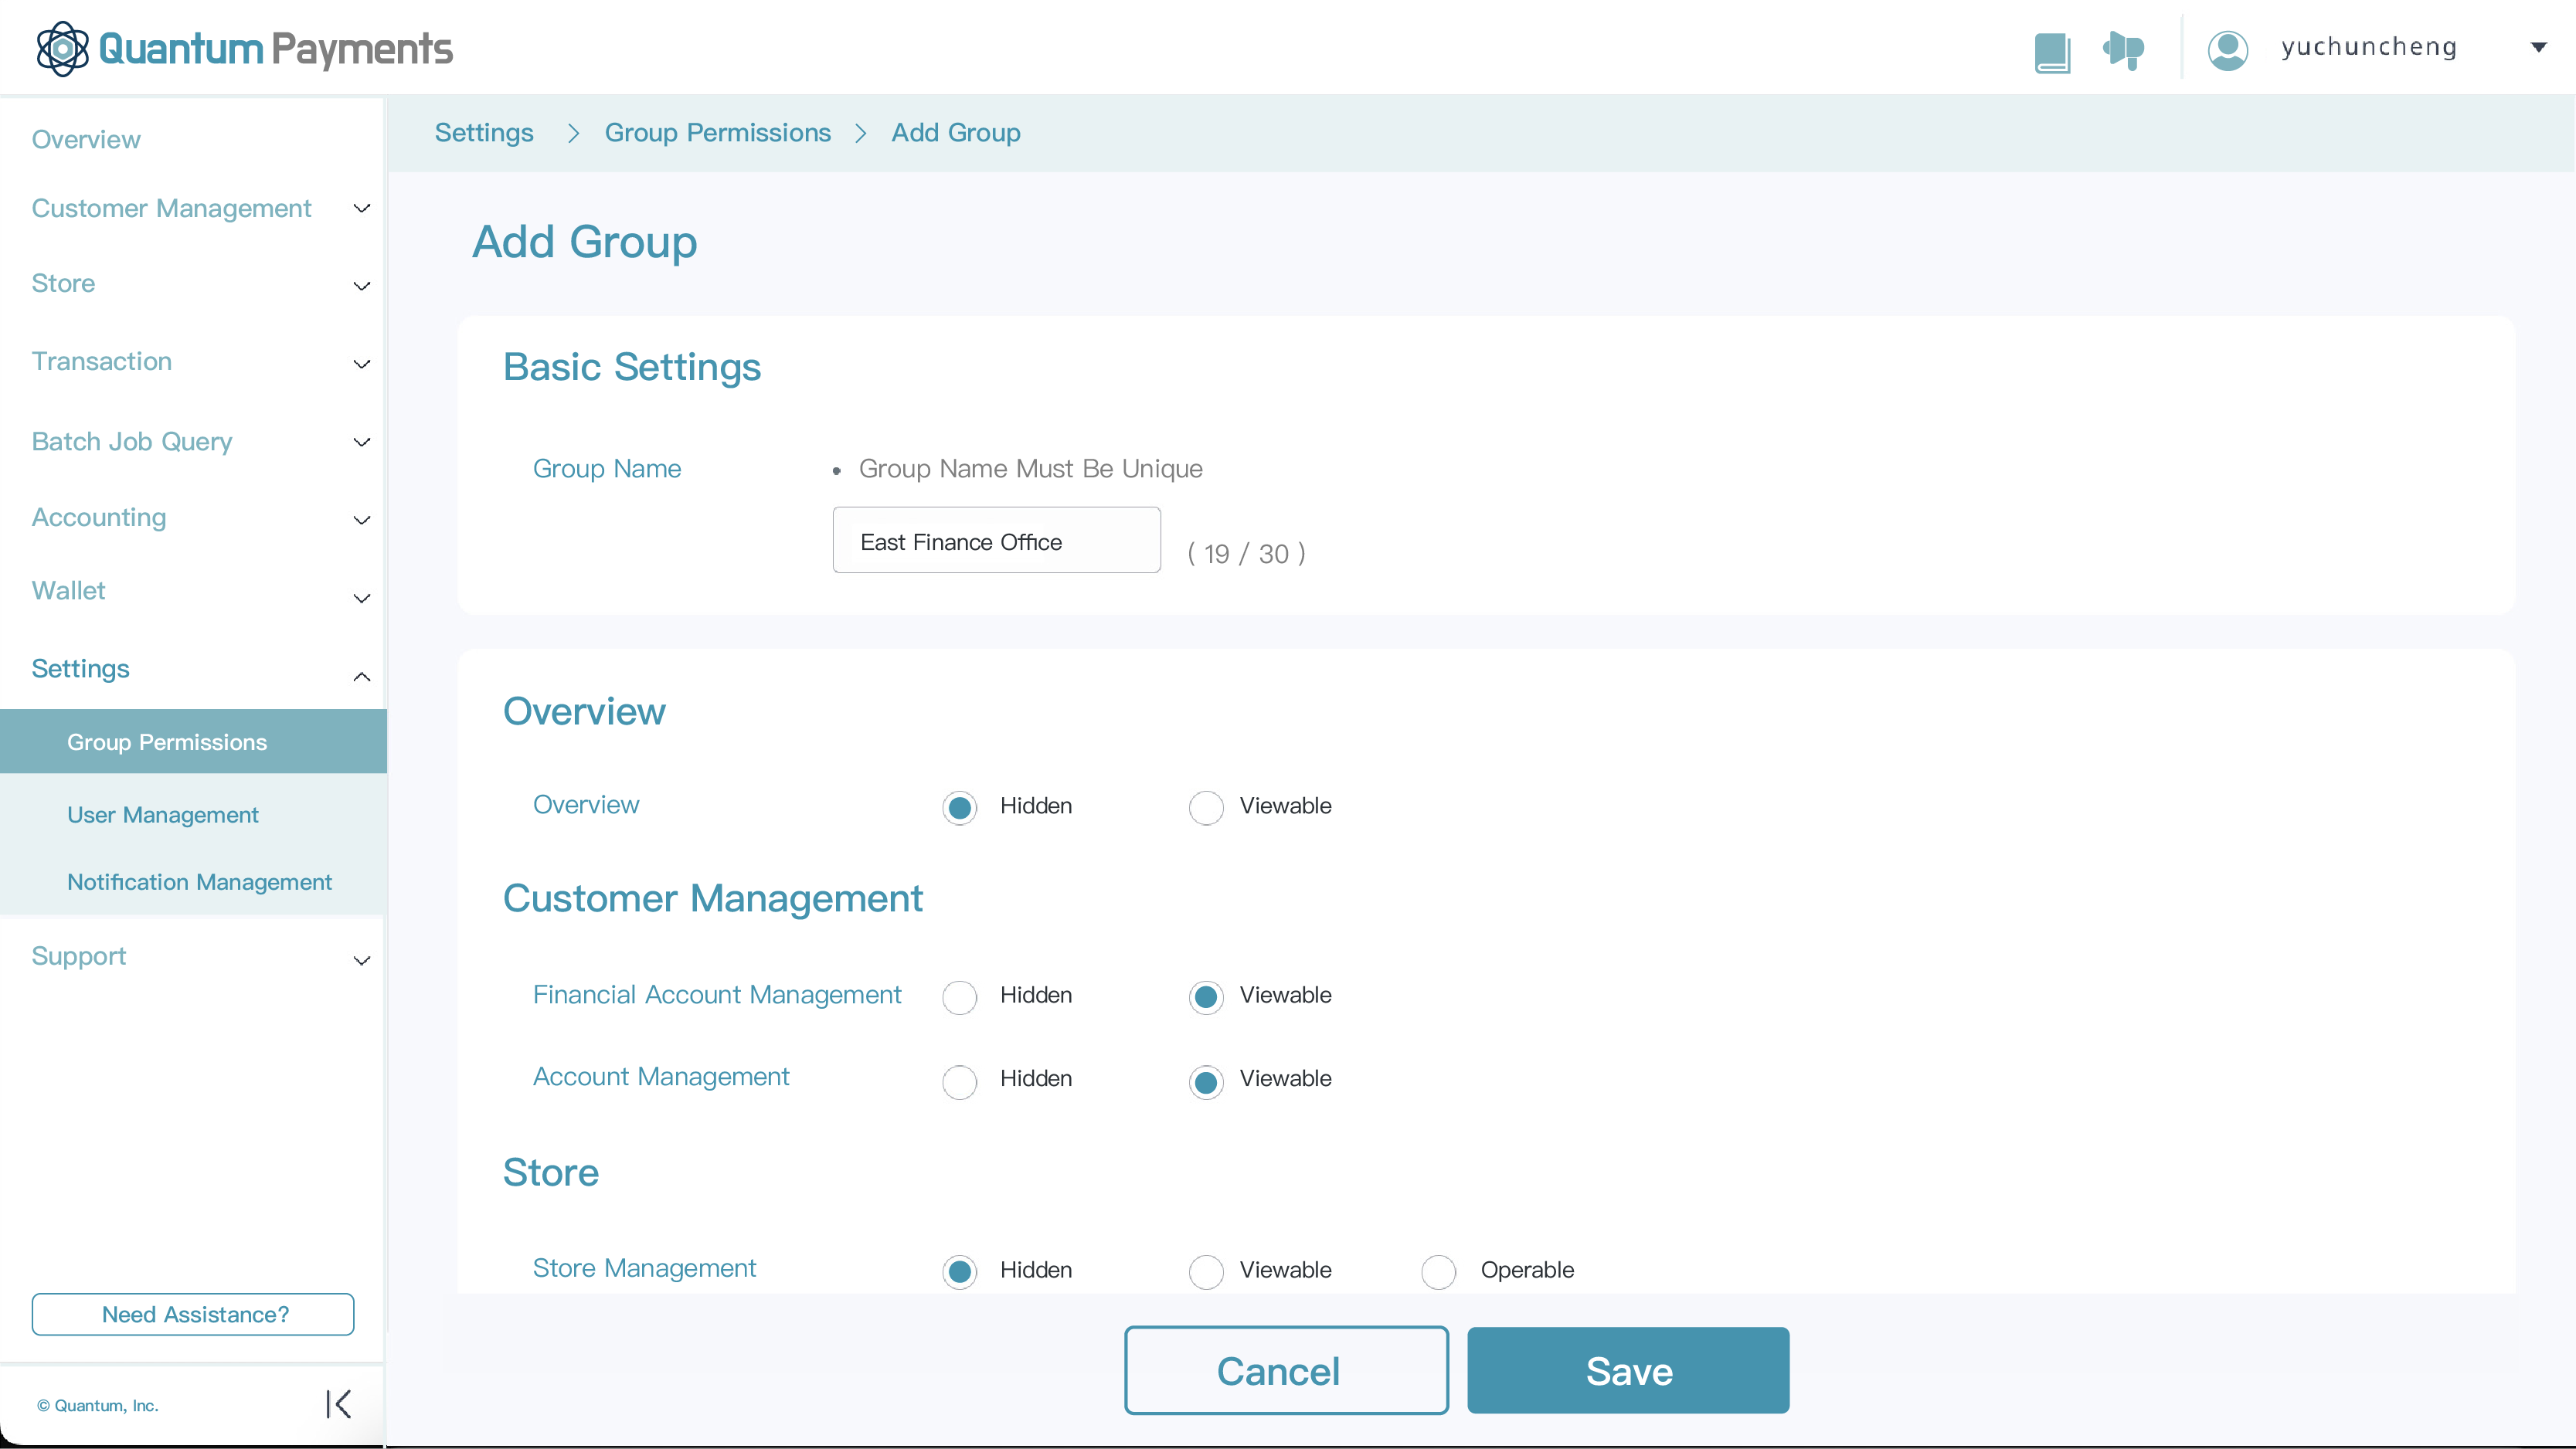 Quantum Payments
yuchuncheng
Overview
Customer Management
Store
Transaction
Batch Job Query
Accounting
Wallet
Settings
Group Permissions
User Management
Notification Management
Support
Need Assistance?
© Quantum, Inc.
Settings > Group Permissions > Add Group
Add Group
Basic Settings
Group Name
• Group Name Must Be Unique
East Finance Office
( 19 / 30 )
Overview
Overview Hidden Viewable
Customer Management
Financial Account Management Hidden Viewable
Account Management Hidden Viewable
Store
Store Management Hidden Viewable Operable
Cancel Save